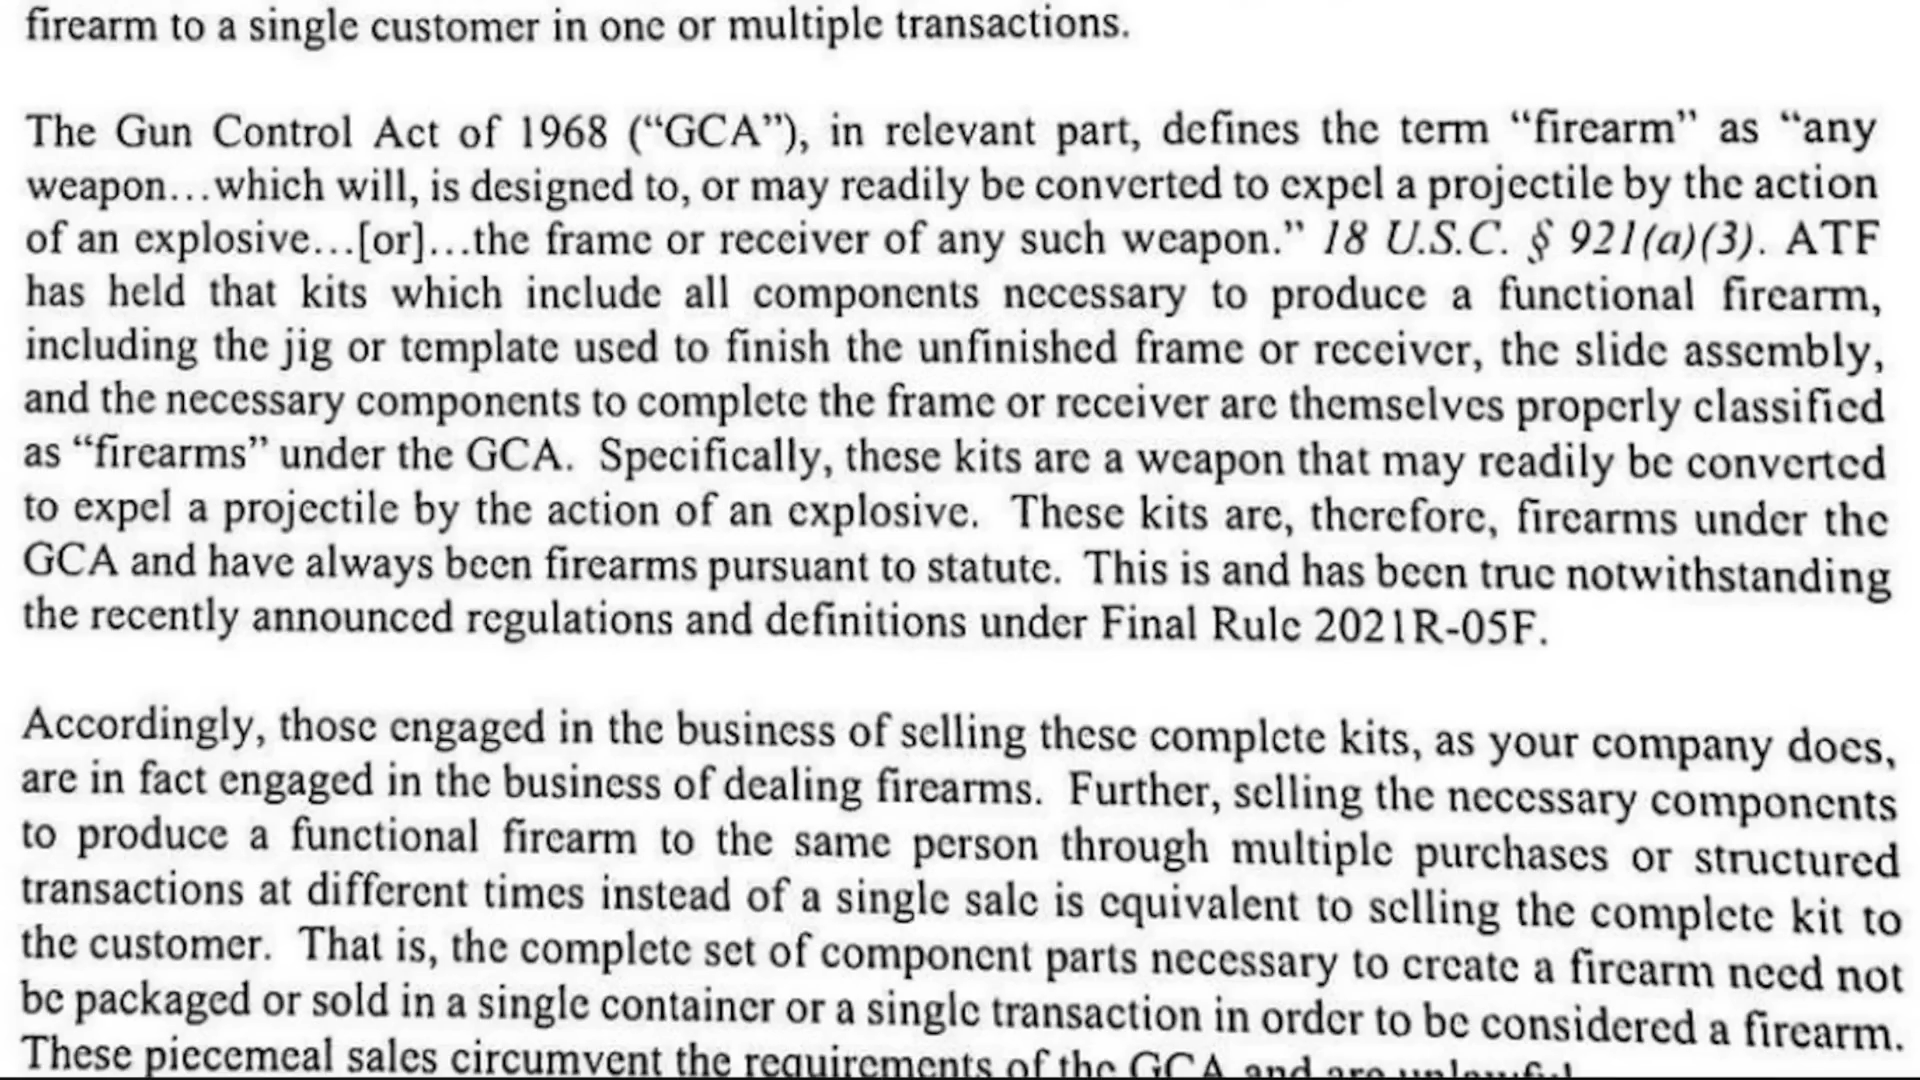 firearm to a single customer in one or multiple transactions.
The Gun Control Act of 1968 (“GCA”), in relevant part, defines the term “firearm” as “any
weapon…which will, is designed to, or may readily be converted to expel a projectile by the action
of an explosive…[or]…the frame or receiver of any such weapon.” 18 U.S.C. § 921(a)(3). ATF
has held that kits which include all components necessary to produce a functional firearm,
including the jig or template used to finish the unfinished frame or receiver, the slide assembly,
and the necessary components to complete the frame or receiver are themselves properly classified
as “firearms” under the GCA. Specifically, these kits are a weapon that may readily be converted
to expel a projectile by the action of an explosive. These kits are, therefore, firearms under the
GCA and have always been firearms pursuant to statute. This is and has been true notwithstanding
the recently announced regulations and definitions under Final Rule 2021R-05F.
Accordingly, those engaged in the business of selling these complete kits, as your company does,
are in fact engaged in the business of dealing firearms. Further, selling the necessary components
to produce a functional firearm to the same person through multiple purchases or structured
transactions at different times instead of a single sale is equivalent to selling the complete kit to
the customer. That is, the complete set of component parts necessary to create a firearm need not
be packaged or sold in a single container or a single transaction in order to be considered a firearm.
These piecemeal sales circumvent the requirements of the GCA and are unlawful